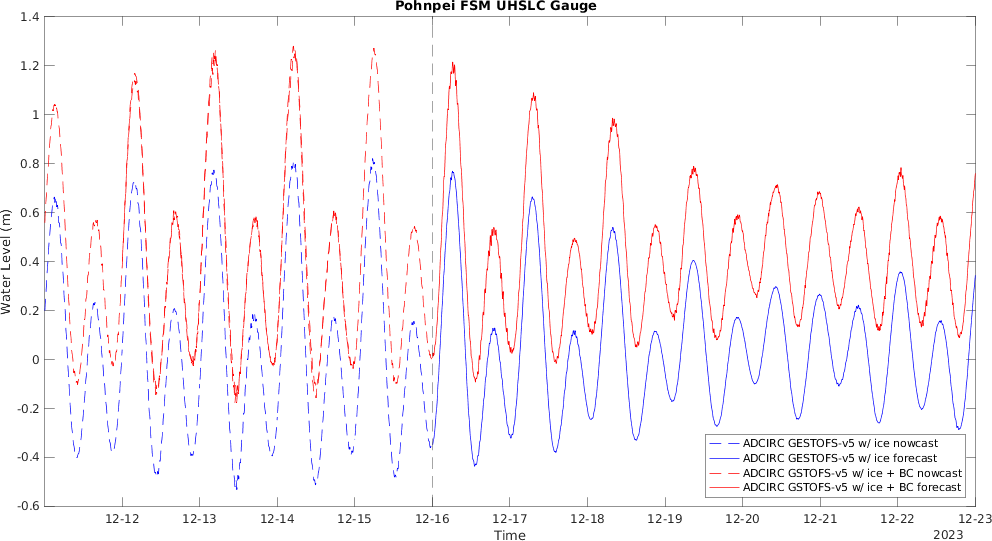 Pohnpei FSM UHSLC Gauge
1.4
1.2
1
0.8
0.6
0.4
0.2
0
-0.2
-0.4
-0.6
Water Level (m)
ADCIRC GESTOFS-v5 w/ ice nowcast
ADCIRC GESTOFS-v5 w/ ice forecast
ADCIRC GSTOFS-v5 w/ ice + BC nowcast
ADCIRC GSTOFS-v5 w/ ice + BC forecast
12-12 12-13 12-14 12-15 12-16 12-17 12-18 12-19 12-20 12-21 12-22 12-23
Time
2023